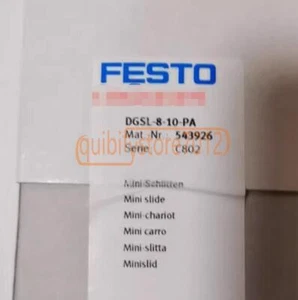 FESTO
DGSL-8-10-PA
Mat. Nr. 543926
Serie C802
Mini-Schlitten
Mini slide
Mini-chariot
Mini carro
Mini-slitta
Minislid